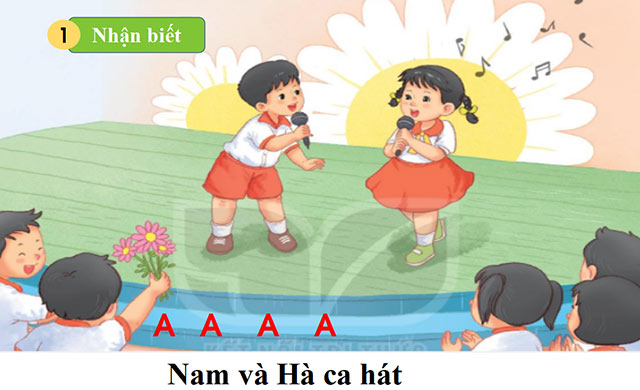 1 Nhận biết
A A A A
Nam và Hà ca hát